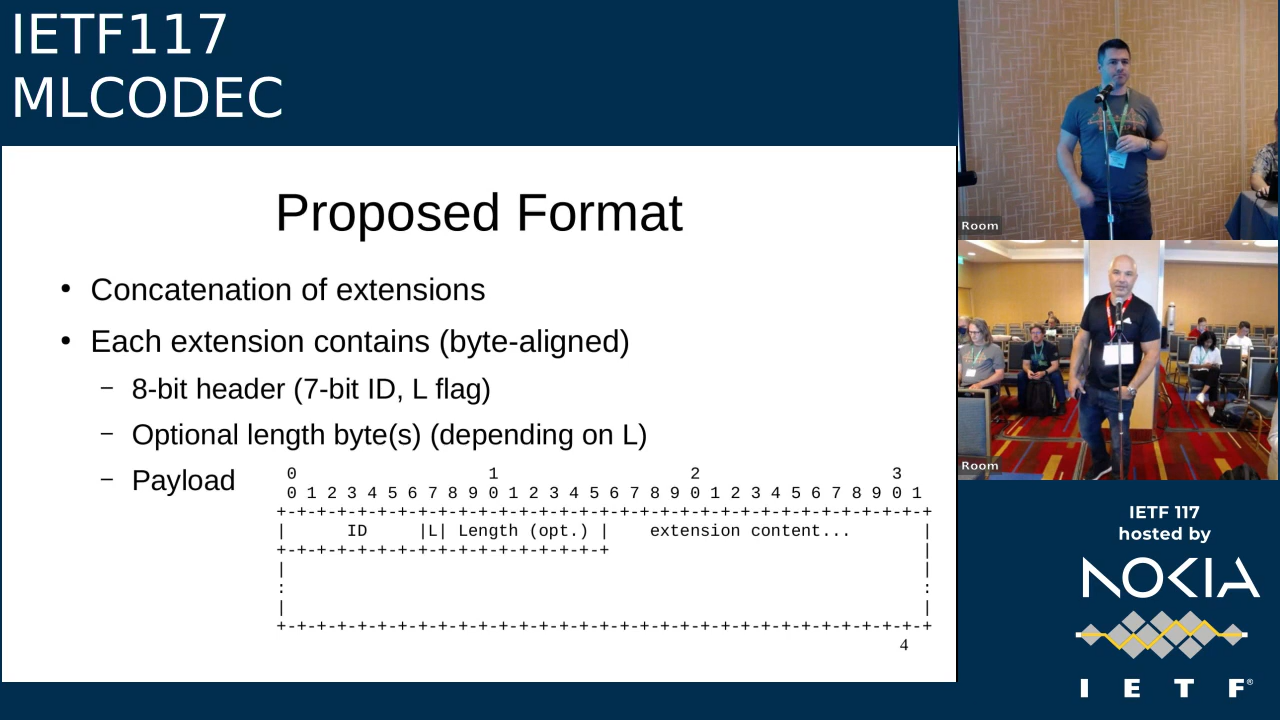 IETF117
MLCODEC
Proposed Format
• Concatenation of extensions
• Each extension contains (byte-aligned)
– 8-bit header (7-bit ID, L flag)
– Optional length byte(s) (depending on L)
– Payload
 0                   1                   2                   3
 0 1 2 3 4 5 6 7 8 9 0 1 2 3 4 5 6 7 8 9 0 1 2 3 4 5 6 7 8 9 0 1
+-+-+-+-+-+-+-+-+-+-+-+-+-+-+-+-+-+-+-+-+-+-+-+-+-+-+-+-+-+-+-+-+
|      ID     |L| Length (opt.) |    extension content...       |
+-+-+-+-+-+-+-+-+-+-+-+-+-+-+-+-+                               |
|                                                               |
:                                                               :
|                                                               |
+-+-+-+-+-+-+-+-+-+-+-+-+-+-+-+-+-+-+-+-+-+-+-+-+-+-+-+-+-+-+-+-+
4
Room
Room
IETF 117
hosted by
NOKIA
IETF®